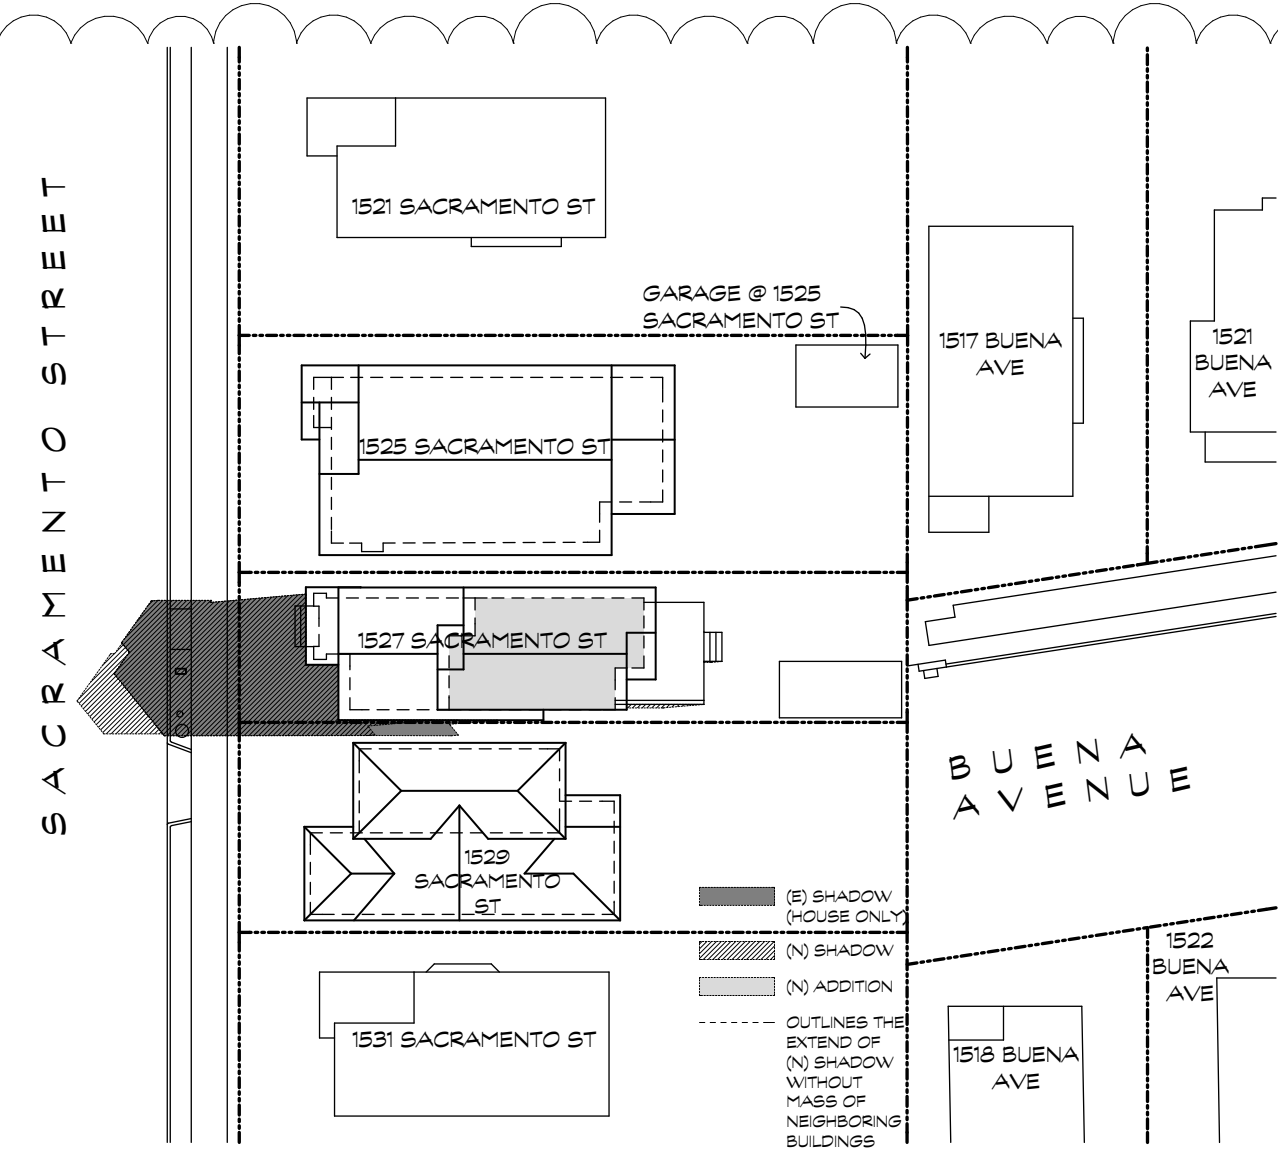 SACRAMENTO STREET
1521 SACRAMENTO ST
GARAGE @ 1525
SACRAMENTO ST
1517 BUENA
AVE
1521
BUENA
AVE
1525 SACRAMENTO ST
1527 SACRAMENTO ST
BUENA
AVENUE
1529
SACRAMENTO
ST
(E) SHADOW
(HOUSE ONLY)
(N) SHADOW
(N) ADDITION
OUTLINES THE
EXTEND OF
(N) SHADOW
WITHOUT
MASS OF
NEIGHBORING
BUILDINGS
1522
BUENA
AVE
1531 SACRAMENTO ST
1518 BUENA
AVE